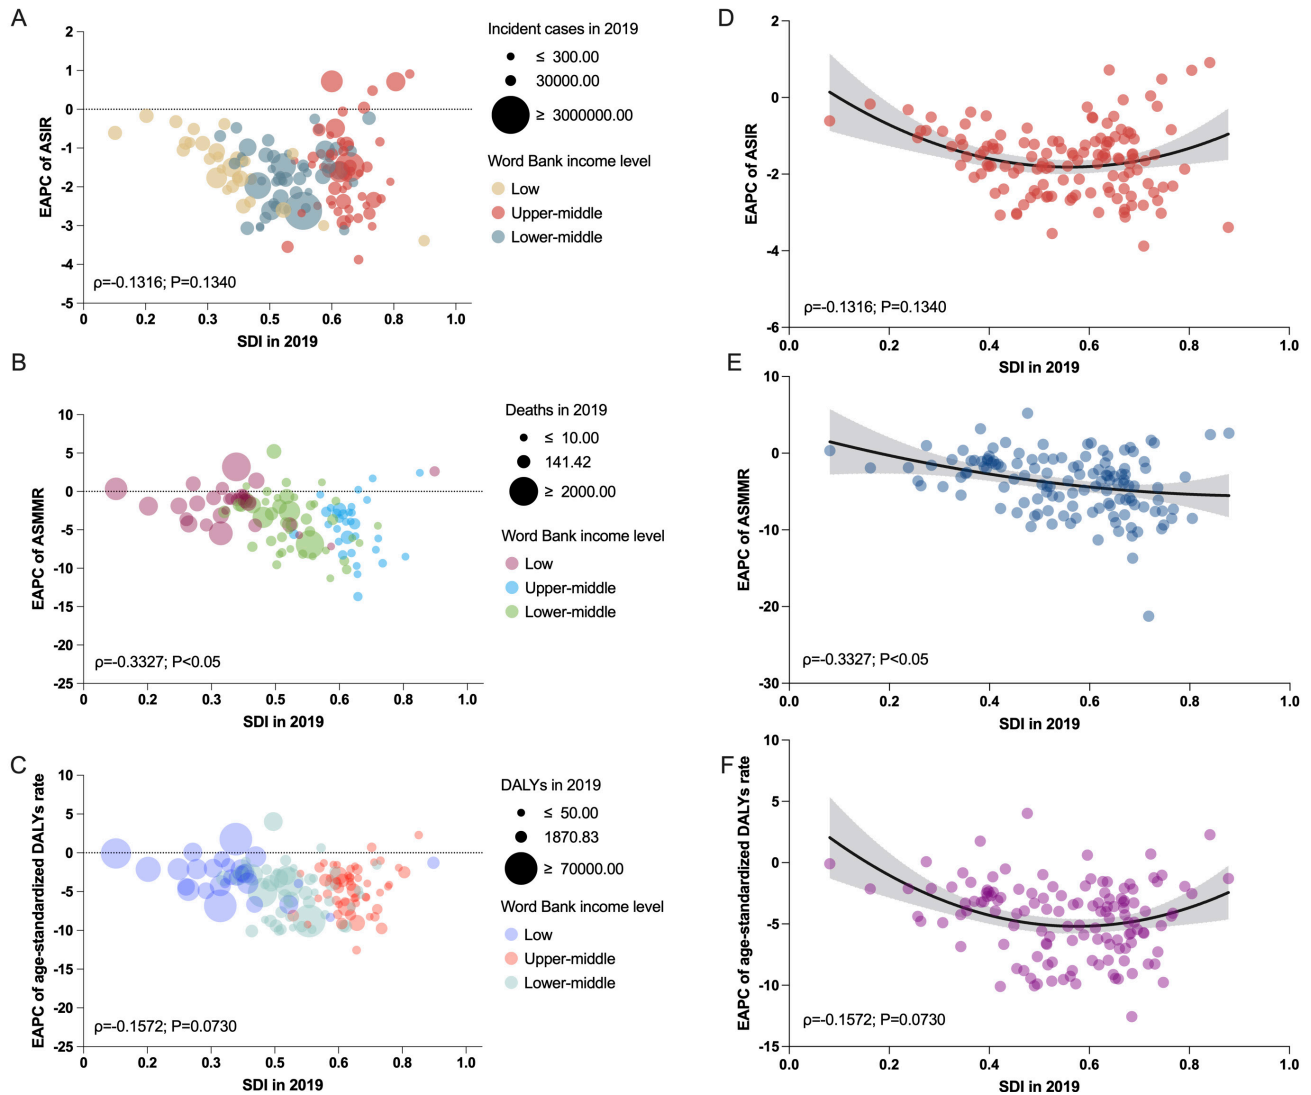 A
2
1
0
-1
-2
-3
-4
-5
EAPC of ASIR
ρ=-0.1316; P=0.1340
0
0.2
0.3
0.5
0.6
0.8
1.0
SDI in 2019
Incident cases in 2019
≤ 300.00
30000.00
≥ 3000000.00
Word Bank income level
Low
Upper-middle
Lower-middle
D
2
0
-2
-4
-6
EAPC of ASIR
ρ=-0.1316; P=0.1340
0.0
0.2
0.4
0.6
0.8
1.0
SDI in 2019
B
10
5
0
-5
-10
-15
-20
-25
EAPC of ASMMR
ρ=-0.3327; P<0.05
0
0.2
0.3
0.5
0.6
0.8
1.0
SDI in 2019
Deaths in 2019
≤ 10.00
141.42
≥ 2000.00
Word Bank income level
Low
Upper-middle
Lower-middle
E
10
0
-10
-20
-30
EAPC of ASMMR
ρ=-0.3327; P<0.05
0.0
0.2
0.4
0.6
0.8
1.0
SDI in 2019
C
10
5
0
-5
-10
-15
-20
-25
EAPC of age-standardized DALYs rate
ρ=-0.1572; P=0.0730
0
0.2
0.3
0.5
0.6
0.8
1.0
SDI in 2019
DALYs in 2019
≤ 50.00
1870.83
≥ 70000.00
Word Bank income level
Low
Upper-middle
Lower-middle
F
10
5
0
-5
-10
-15
EAPC of age-standardized DALYs rate
ρ=-0.1572; P=0.0730
0.0
0.2
0.4
0.6
0.8
1.0
SDI in 2019